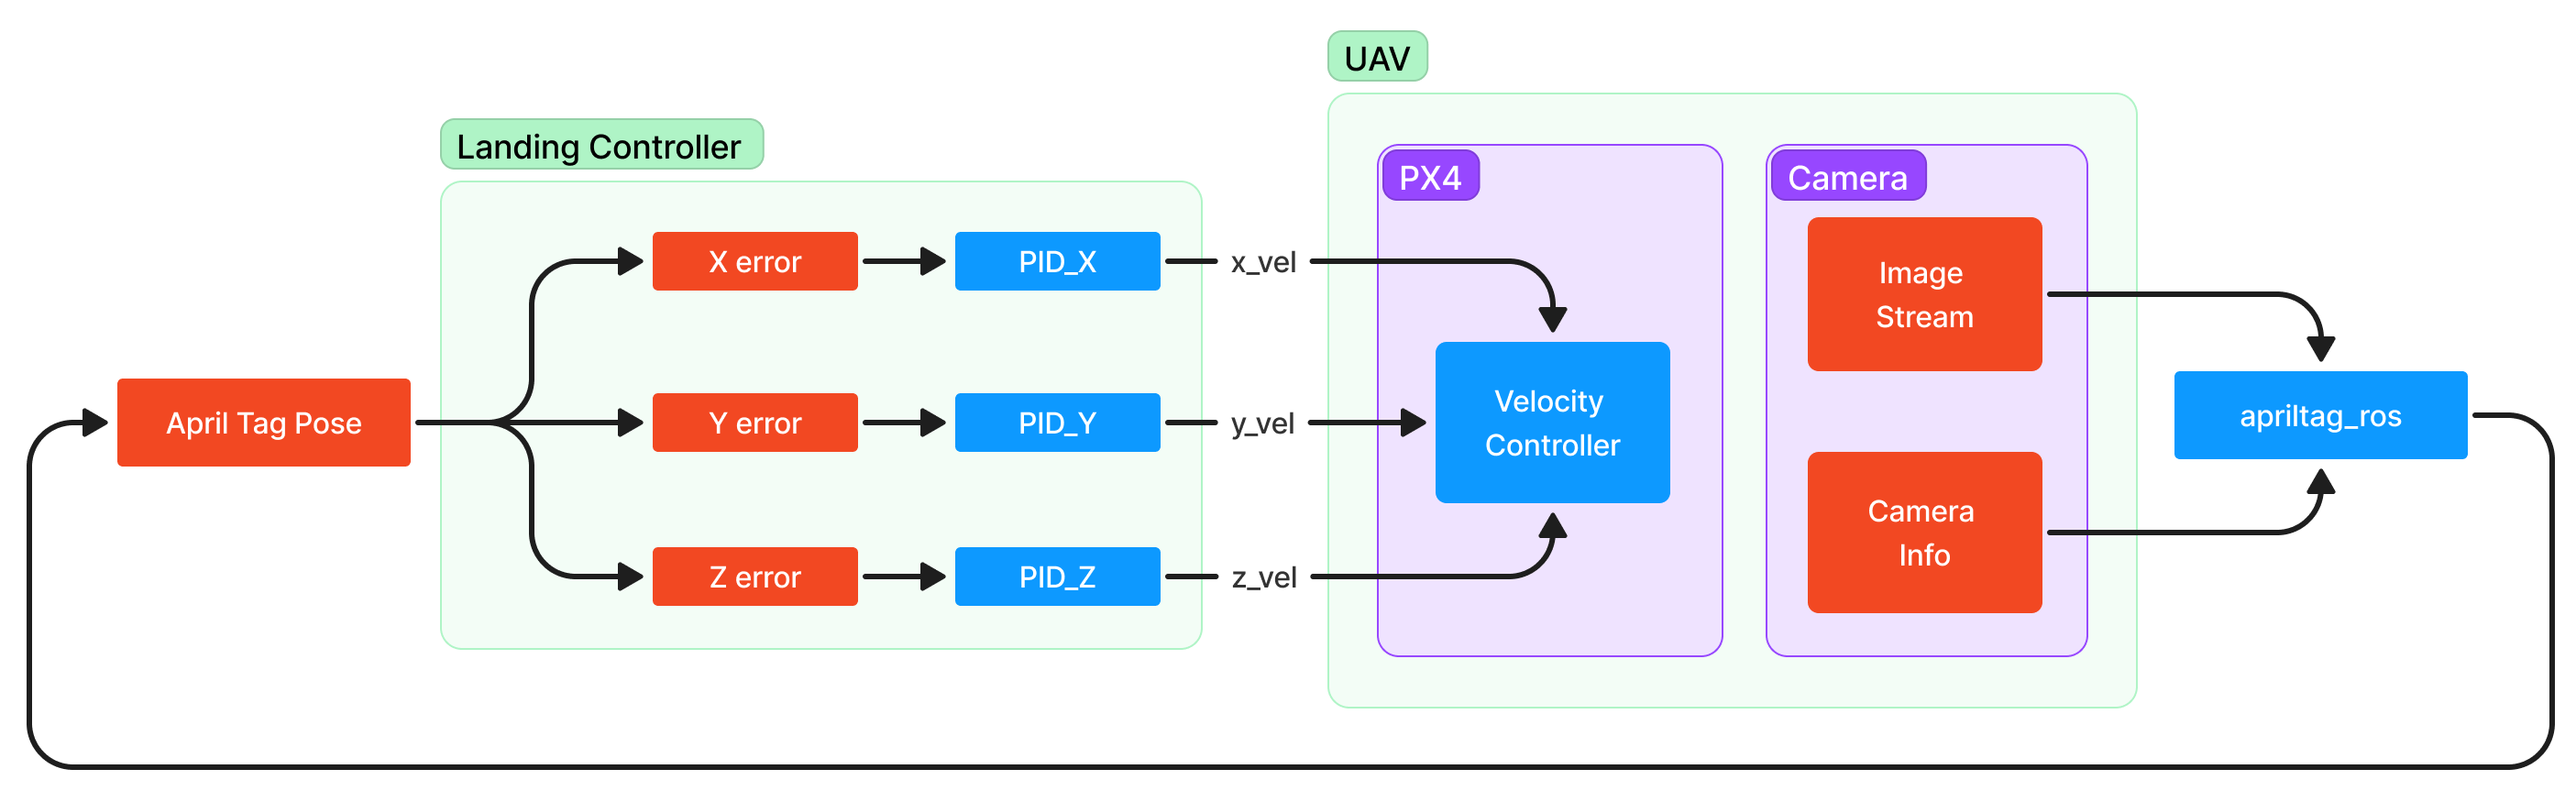 UAV
Landing Controller
PX4
Camera
X error
PID_X
x_vel
Image
Stream
April Tag Pose
Y error
PID_Y
y_vel
Velocity
Controller
apriltag_ros
Z error
PID_Z
z_vel
Camera
Info